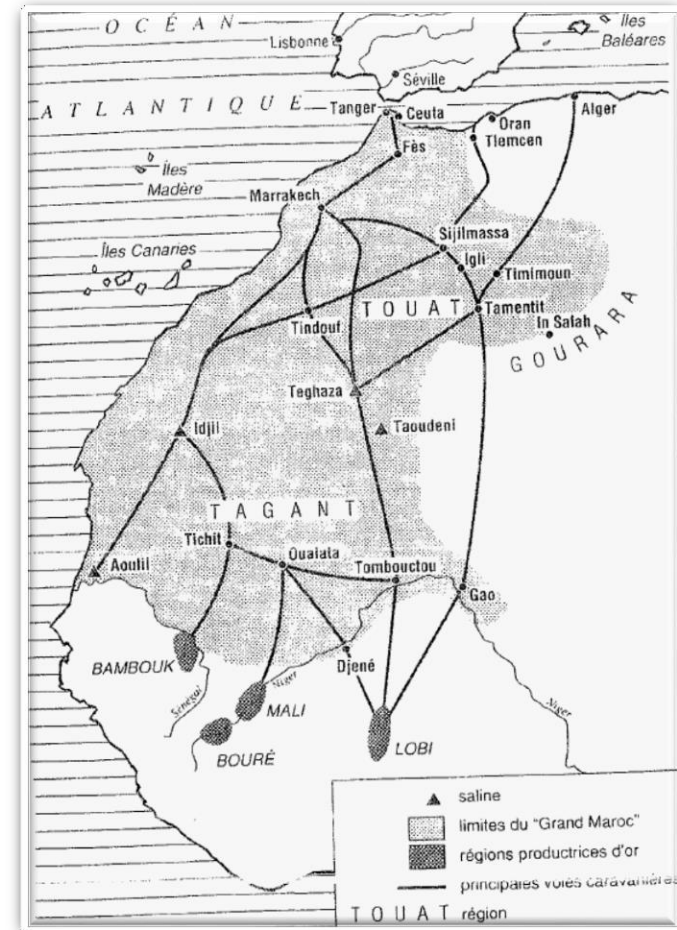 OCÉAN
Îles
Baléares
Lisbonne
Séville
ATLANTIQUE
Tanger
Ceuta
Oran
Alger
Tlemcen
Fès
Îles
Madère
Marrakech
Sijilmassa
Îles Canaries
Igli
Timimoun
TOUAT
Tamentit
Tindouf
In Salah
GOURARA
Teghaza
Idjil
Taoudeni
TAGANT
Tichit
Oualata
Tombouctou
Aoulil
Gao
BAMBOUK
Djené
Sénégal
Niger
MALI
Niger
BOURÉ
LOBI
saline
limites du "Grand Maroc"
régions productrices d'or
principales voies caravanières
TOUAT région